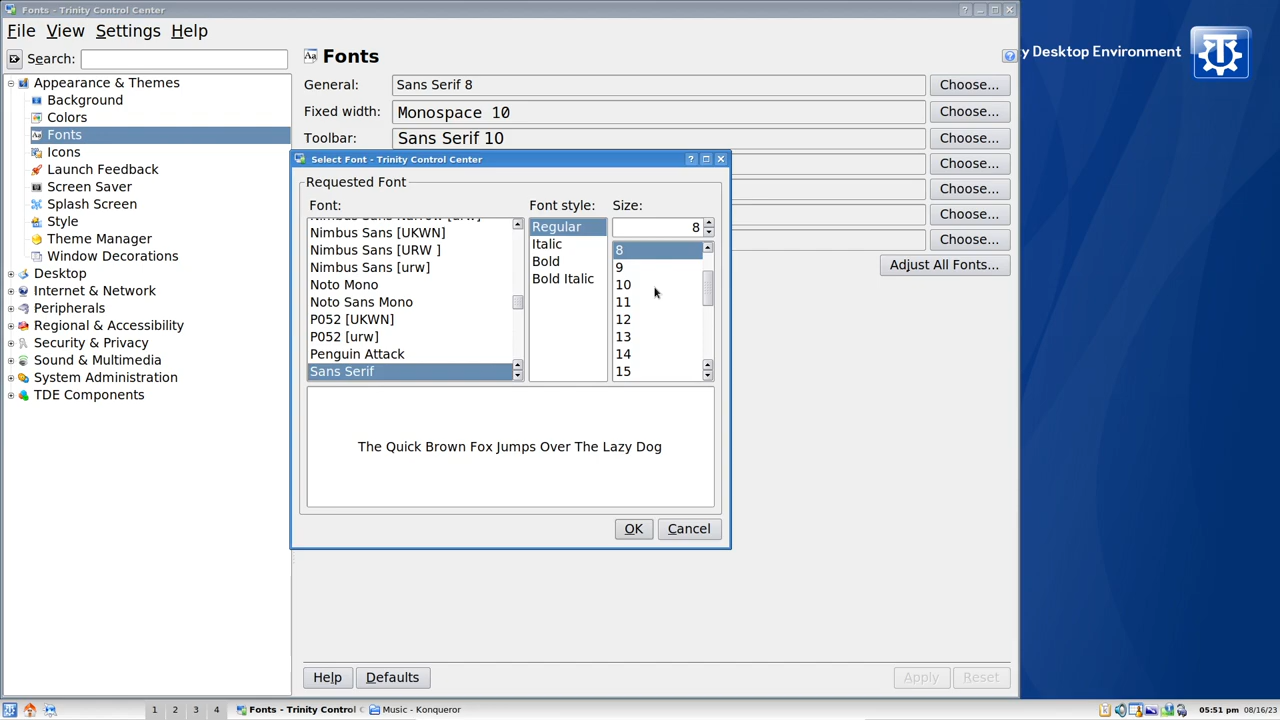 Fonts - Trinity Control Center
File View Settings Help
Search:
Appearance & Themes
Background
Colors
Fonts
Icons
Launch Feedback
Screen Saver
Splash Screen
Style
Theme Manager
Window Decorations
Desktop
Internet & Network
Peripherals
Regional & Accessibility
Security & Privacy
Sound & Multimedia
System Administration
TDE Components
Fonts
General: Sans Serif 8 Choose...
Fixed width: Monospace 10 Choose...
Toolbar: Sans Serif 10 Choose...
Choose...
Choose...
Choose...
Choose...
Adjust All Fonts...
Select Font - Trinity Control Center
Requested Font
Font:
Nimbus Sans Narrow [urw]
Nimbus Sans [UKWN]
Nimbus Sans [URW ]
Nimbus Sans [urw]
Noto Mono
Noto Sans Mono
P052 [UKWN]
P052 [urw]
Penguin Attack
Sans Serif
Font style:
Regular
Italic
Bold
Bold Italic
Size:
8
8
9
10
11
12
13
14
15
The Quick Brown Fox Jumps Over The Lazy Dog
OK Cancel
Help Defaults Apply Reset
y Desktop Environment
1 2 3 4 Fonts - Trinity Control C Music - Konqueror 05:51 pm 08/16/23